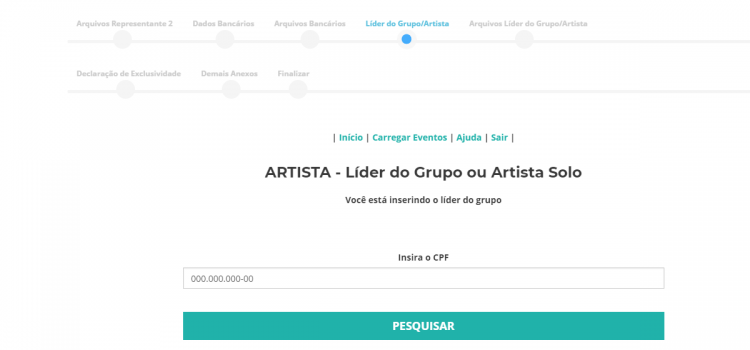 Arquivos Representante 2 Dados Bancários Arquivos Bancários Líder do Grupo/Artista Arquivos Líder do Grupo/Artista
Declaração de Exclusividade Demais Anexos Finalizar
| Início | Carregar Eventos | Ajuda | Sair |
ARTISTA - Líder do Grupo ou Artista Solo
Você está inserindo o líder do grupo
Insira o CPF
000.000.000-00
PESQUISAR